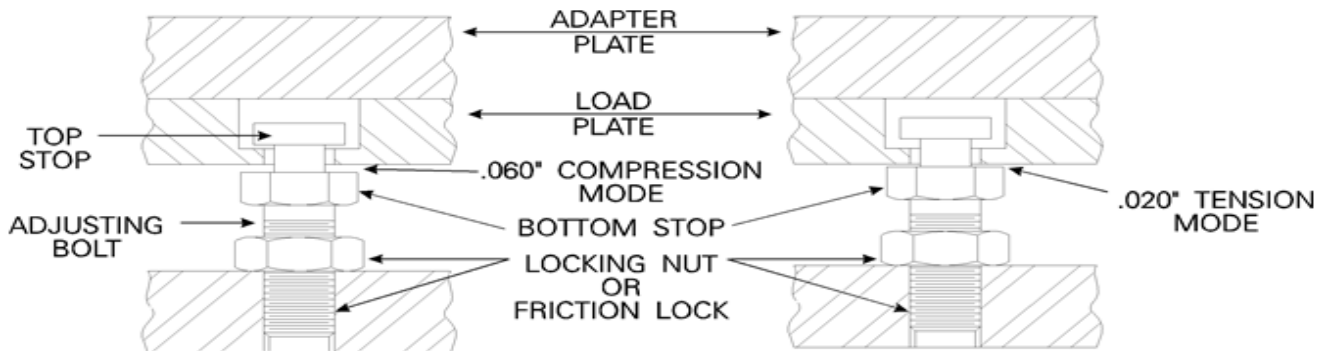 ADAPTER
PLATE
LOAD
PLATE
TOP
STOP
.060" COMPRESSION
MODE
.020" TENSION
MODE
ADJUSTING
BOLT
BOTTOM STOP
LOCKING NUT
OR
FRICTION LOCK